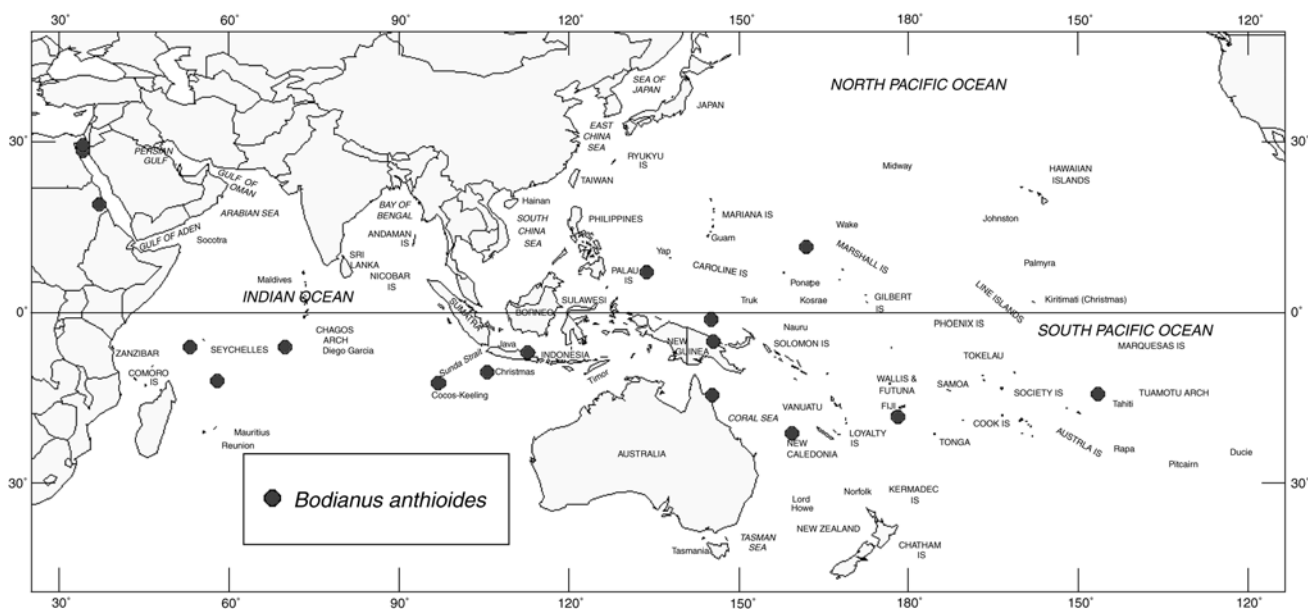 30° 60° 90° 120° 150° 180° 150° 120°
NORTH PACIFIC OCEAN
SEA OF
JAPAN
JAPAN
EAST
CHINA
SEA
30°
30°
PERSIAN
GULF
RYUKYU
IS
Midway
HAWAIIAN
ISLANDS
GULF OF
OMAN
TAIWAN
ARABIAN SEA
BAY OF
BENGAL
Hainan
GULF OF ADEN
Socotra
ANDAMAN
IS
SOUTH
CHINA
SEA
PHILIPPINES
MARIANA IS
Guam
Wake
Johnston
SRI
LANKA
NICOBAR
IS
Maldives
Yap
PALAU
IS
CAROLINE IS
MARSHALL IS
Palmyra
Ponape
INDIAN OCEAN
SUMATRA
BORNEO
SULAWESI
Truk
Kosrae
GILBERT
IS
LINE ISLANDS
Kiritimati (Christmas)
0°
0°
CHAGOS
ARCH
Diego Garcia
Nauru
PHOENIX IS
SOUTH PACIFIC OCEAN
MARQUESAS IS
ZANZIBAR
SEYCHELLES
Sunda Strait
Java
INDONESIA
NEW
GUINEA
SOLOMON IS
TOKELAU
COMORO
IS
Christmas
Timor
Cocos-Keeling
WALLIS &
FUTUNA
SAMOA
SOCIETY IS
TUAMOTU ARCH
CORAL SEA
VANUATU
FIJI
Tahiti
Mauritius
Reunion
NEW
CALEDONIA
LOYALTY
IS
TONGA
COOK IS
AUSTRLA IS
Rapa
Ducie
Pitcairn
AUSTRALIA
30°
30°
Bodianus anthioides
Lord
Howe
Norfolk
KERMADEC
IS
NEW ZEALAND
TASMAN
SEA
Tasmania
CHATHAM
IS
30° 60° 90° 120° 150° 180° 150° 120°